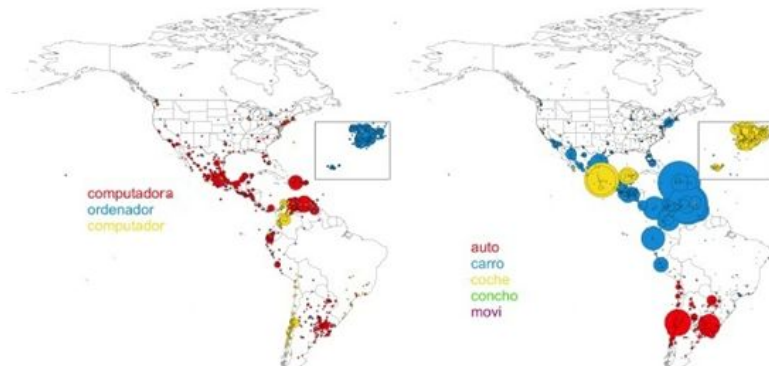 computadora
ordenador
computador
auto
carro
coche
concho
movi